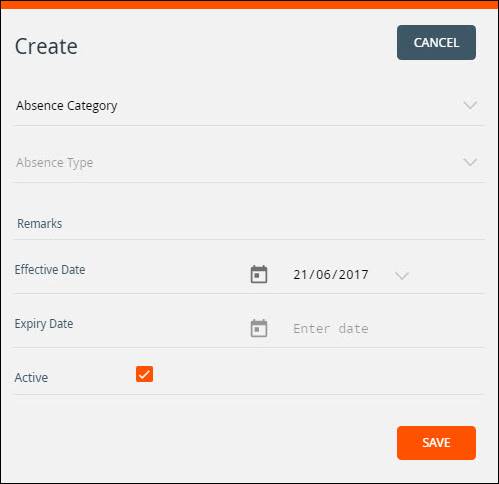 Create
CANCEL
Absence Category
Absence Type
Remarks
Effective Date 21/06/2017
Expiry Date Enter date
Active
SAVE